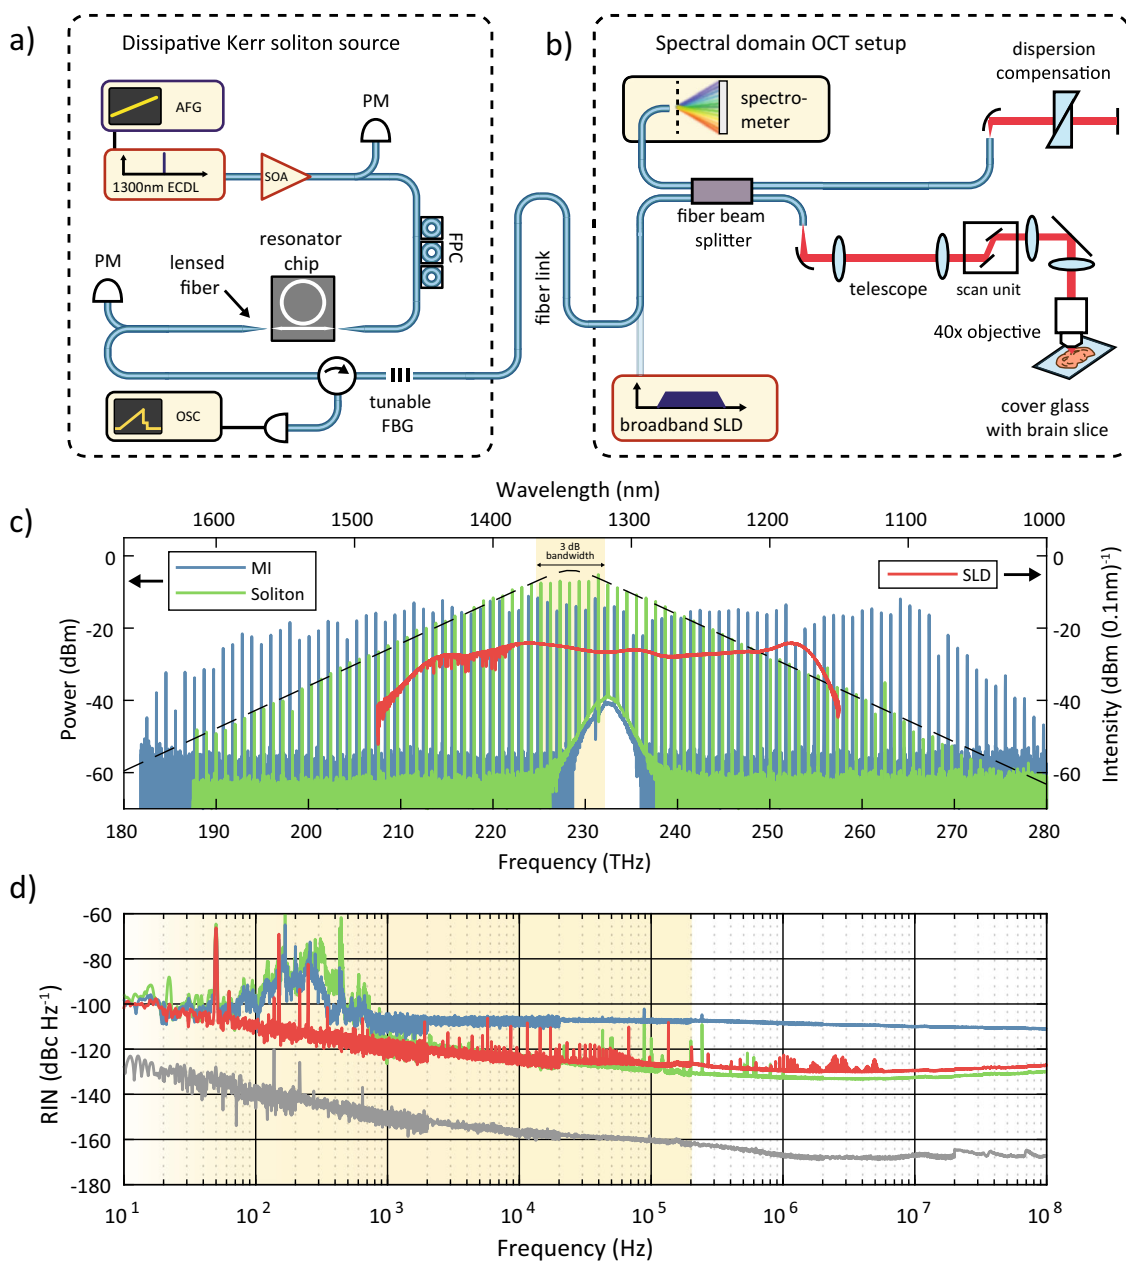 a)
Dissipative Kerr soliton source
AFG
1300nm ECDL
SOA
PM
FPC
resonator
chip
lensed
fiber
PM
OSC
tunable
FBG
fiber link
b)
Spectral domain OCT setup
spectro-
meter
dispersion
compensation
fiber beam
splitter
telescope
scan unit
40x objective
broadband SLD
cover glass
with brain slice
c)
Wavelength (nm)
1600 1500 1400 1300 1200 1100 1000
MI
Soliton
3 dB
bandwidth
SLD
Power (dBm)
0
-20
-40
-60
Intensity (dBm (0.1nm)⁻¹)
0
-20
-40
-60
180 190 200 210 220 230 240 250 260 270 280
Frequency (THz)
d)
RIN (dBc Hz⁻¹)
-60
-80
-100
-120
-140
-160
-180
10¹ 10² 10³ 10⁴ 10⁵ 10⁶ 10⁷ 10⁸
Frequency (Hz)